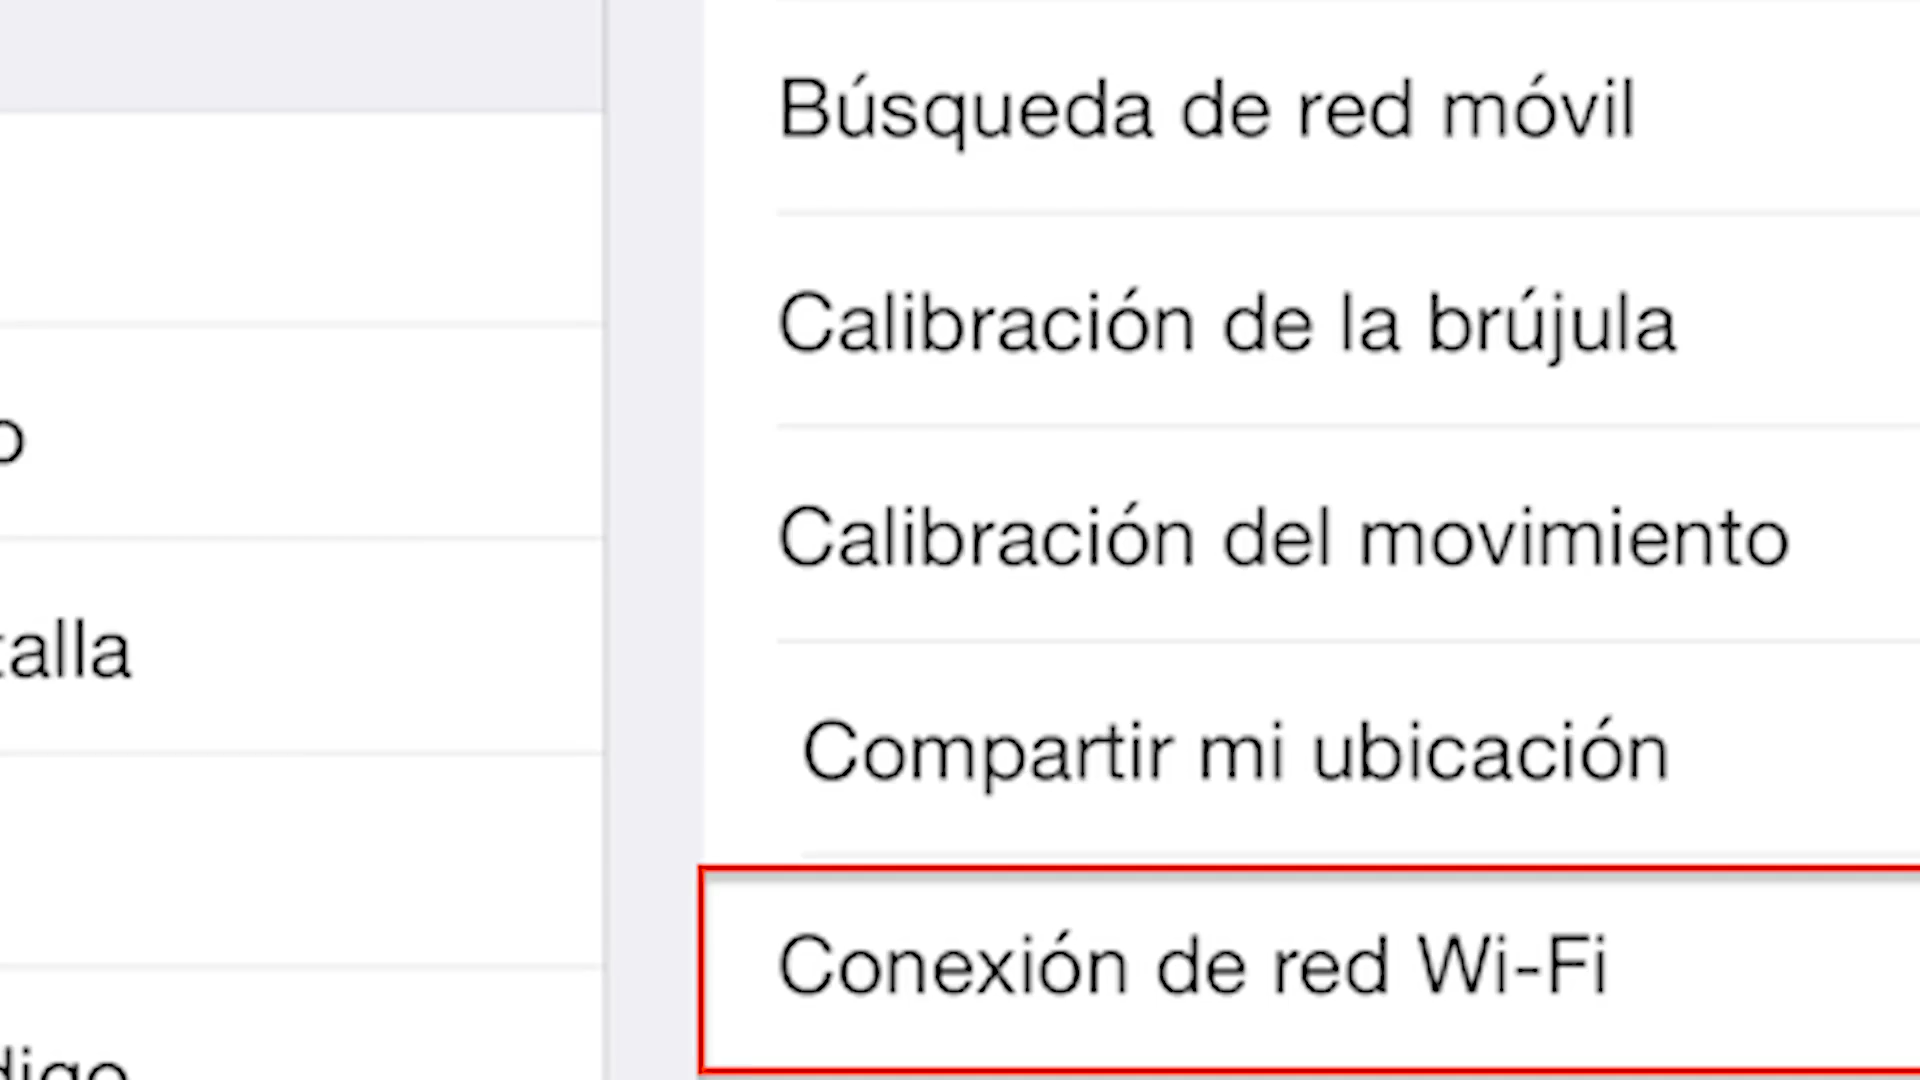 Búsqueda de red móvil
Calibración de la brújula
Calibración del movimiento
Compartir mi ubicación
Conexión de red Wi-Fi